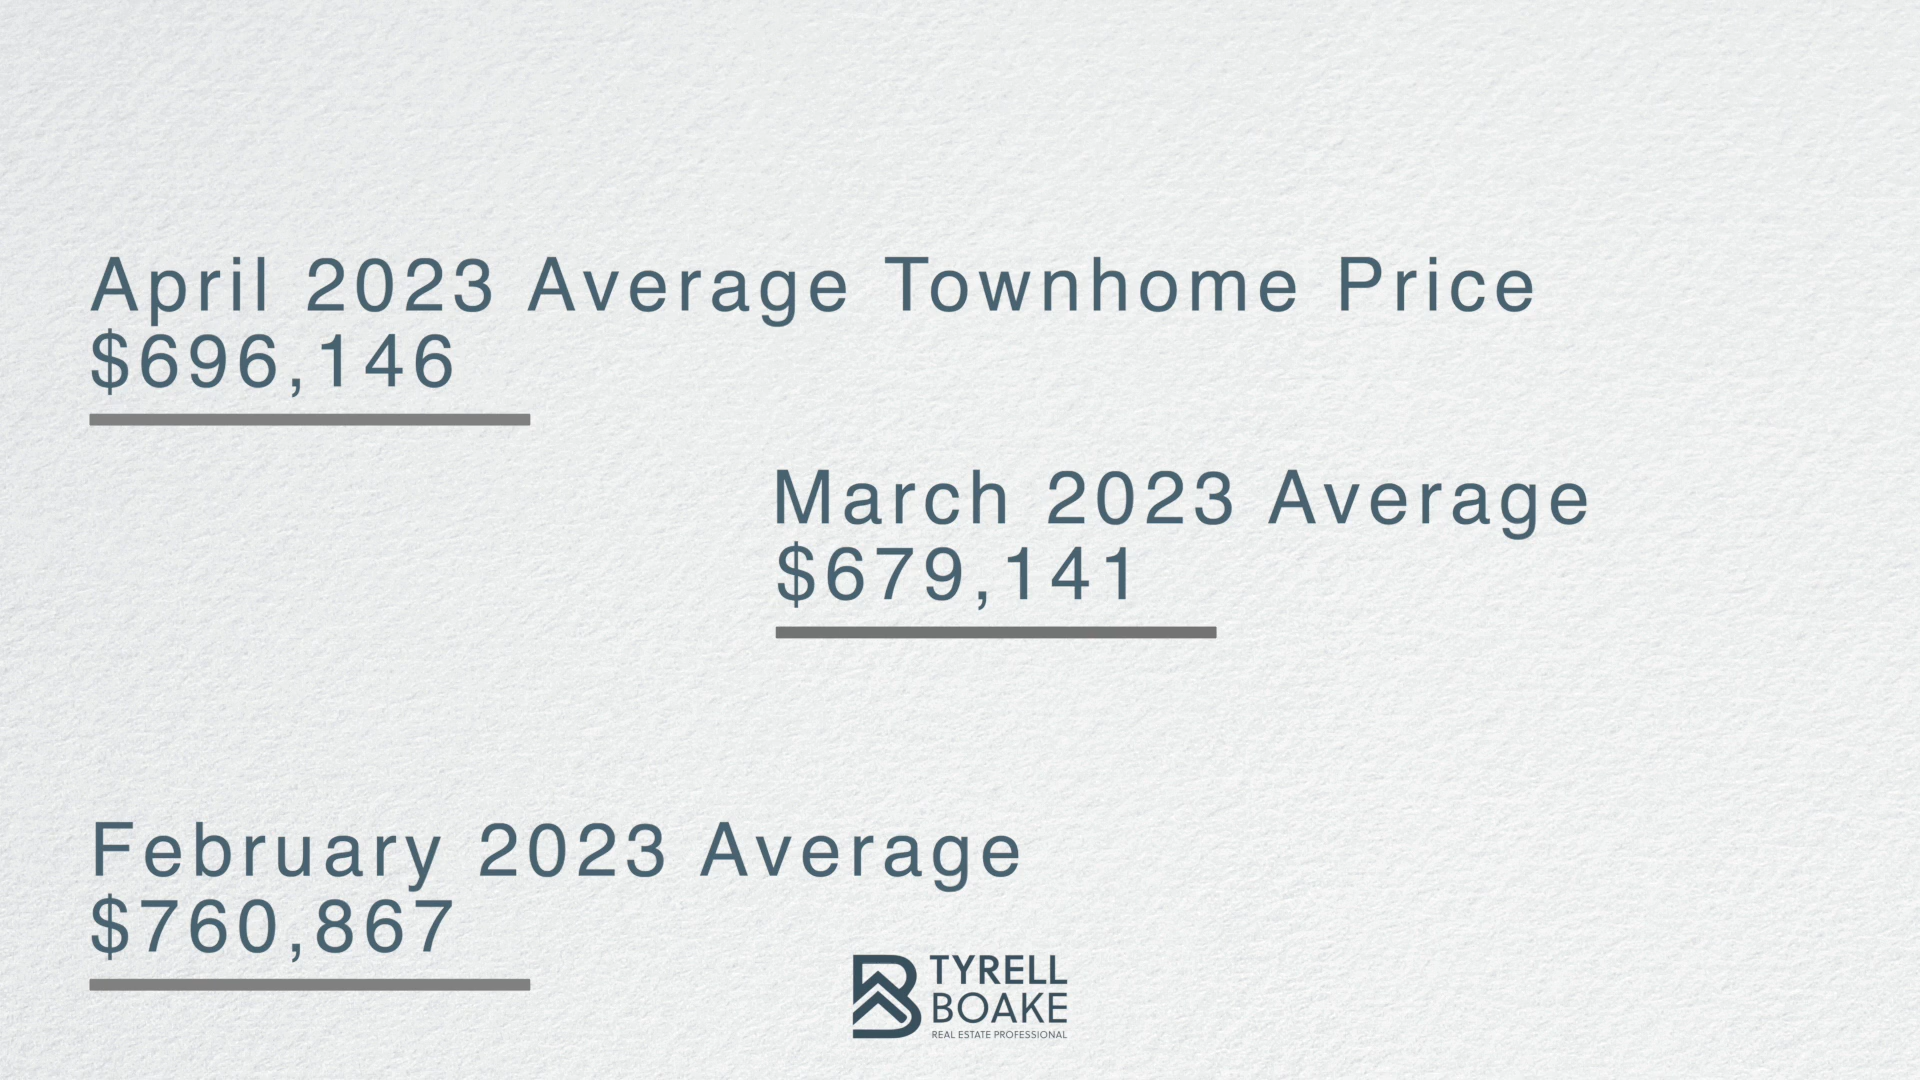 April 2023 Average Townhome Price
$696,146
March 2023 Average
$679,141
February 2023 Average
$760,867
TYRELL
BOAKE
REAL ESTATE PROFESSIONAL